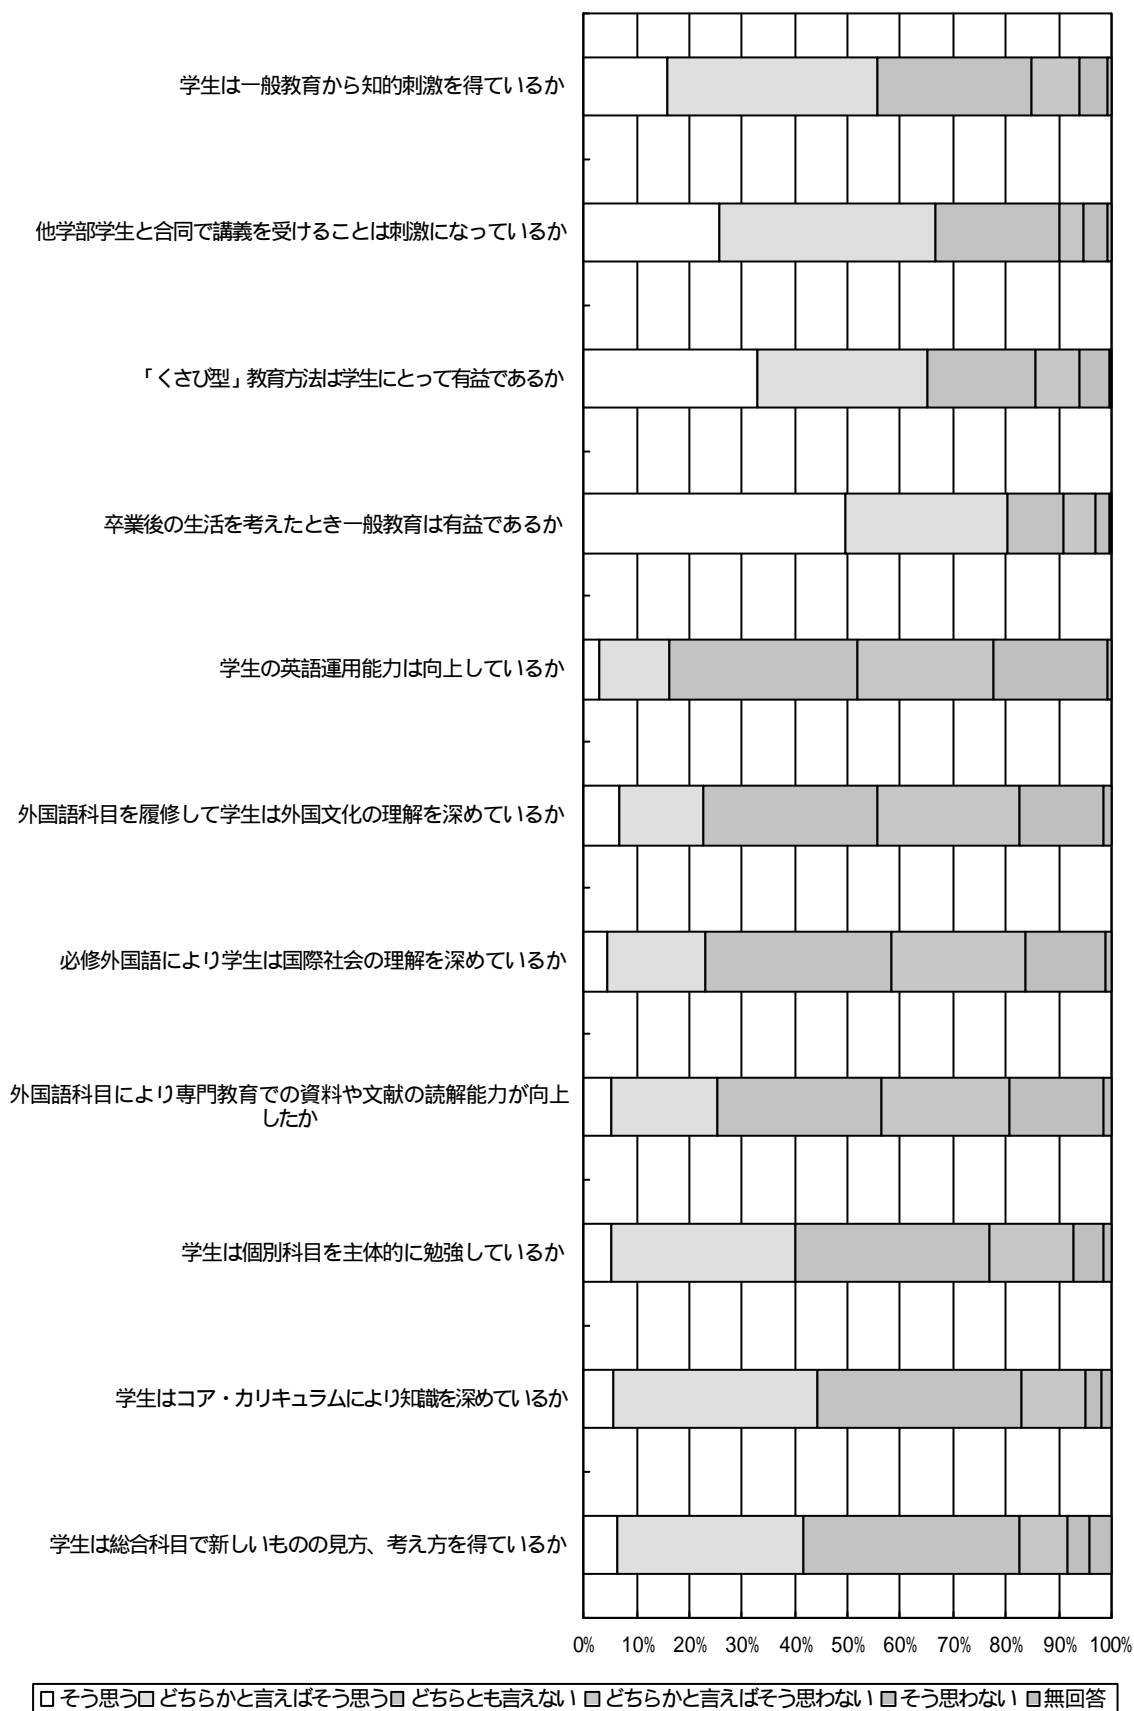 学生は一般教育から知的刺激を得ているか
他学部学生と合同で講義を受けることは刺激になっているか
「くさび型」教育方法は学生にとって有益であるか
卒業後の生活を考えたとき一般教育は有益であるか
学生の英語運用能力は向上しているか
外国語科目を履修して学生は外国文化の理解を深めているか
必修外国語により学生は国際社会の理解を深めているか
外国語科目により専門教育での資料や文献の読解能力が向上
したか
学生は個別科目を主体的に勉強しているか
学生はコア・カリキュラムにより知識を深めているか
学生は総合科目で新しいものの見方、考え方を得ているか
0% 10% 20% 30% 40% 50% 60% 70% 80% 90% 100%
そう思う どちらかと言えばそう思う どちらとも言えない どちらかと言えばそう思わない そう思わない 無回答